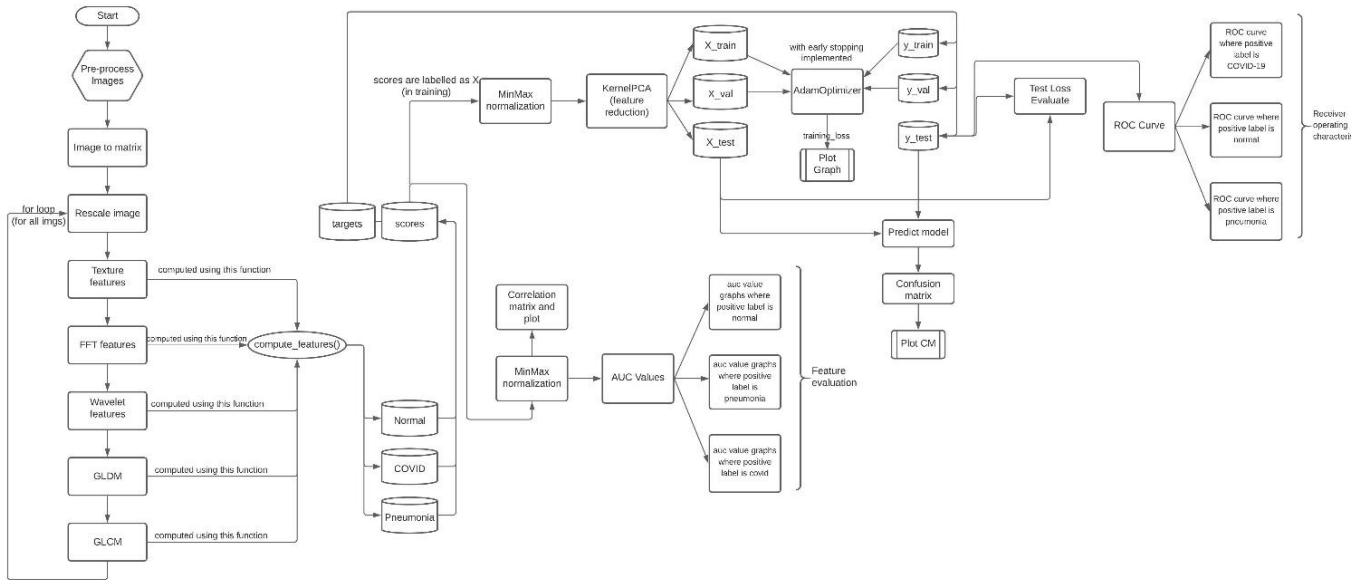 Start
Pre-process
Images
Image to matrix
for loop
(for all imgs)
Rescale image
Texture
features
computed using this function
FFT features
computed using this function
Wavelet
features
computed using this function
GLDM
computed using this function
GLCM
computed using this function
compute_features()
Normal
COVID
Pneumonia
targets
scores
scores are labelled as X
(in training)
MinMax
normalization
KernelPCA
(feature
reduction)
X_train
X_val
X_test
with early stopping
implemented
AdamOptimizer
training_loss
Plot
Graph
y_train
y_val
y_test
Test Loss
Evaluate
ROC Curve
ROC curve
where positive
label is
COVID-19
ROC curve where
positive label is
normal
ROC curve where
positive label is
pneumonia
Receiver
operating
characteris
Predict model
Confusion
matrix
Plot CM
Correlation
matrix and
plot
MinMax
normalization
AUC Values
auc value
graphs where
positive label is
normal
auc value graphs
where positive
label is
pneumonia
auc value graphs
where positive
label is covid
Feature
evaluation